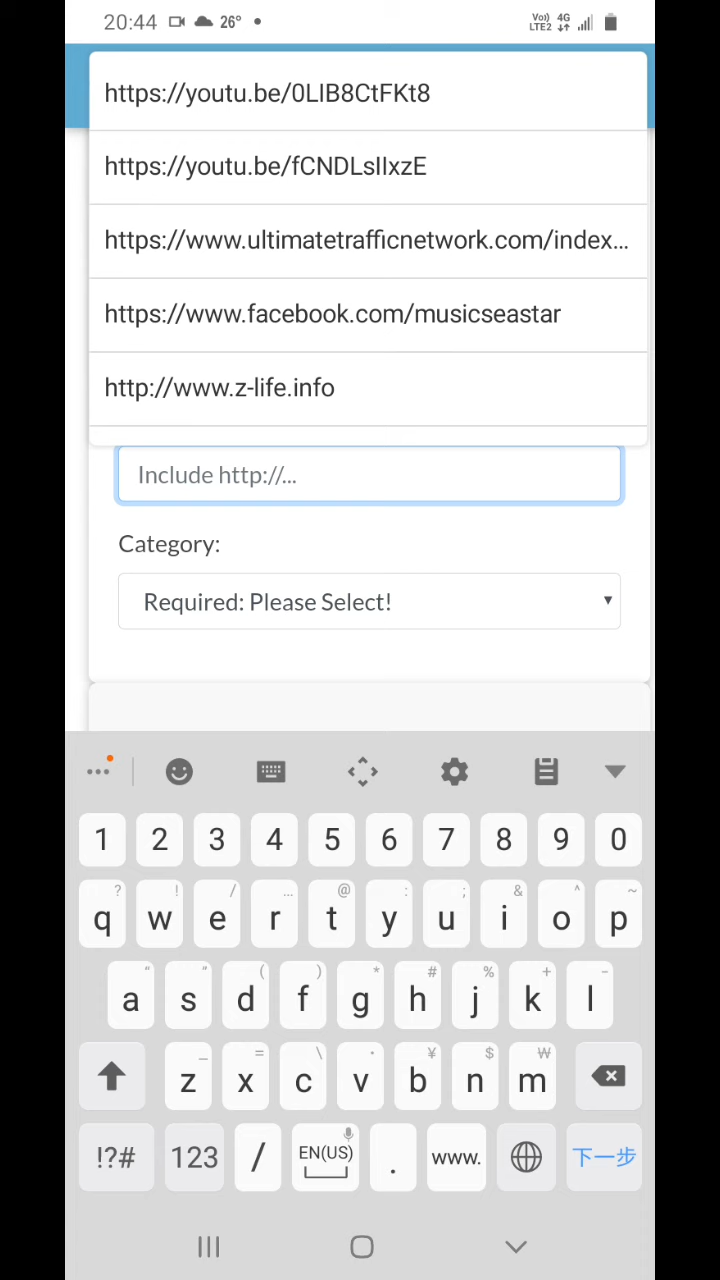 20:44 26° • Vo)) LTE2 4G
https://youtu.be/0LIB8CtFKt8
https://youtu.be/fCNDLslIxzE
https://www.ultimatetrafficnetwork.com/index...
https://www.facebook.com/musicseastar
http://www.z-life.info
Include http://...
Category:
Required: Please Select!
1 2 3 4 5 6 7 8 9 0
? ! / ... @ : ; & ^ ~
q w e r t y u i o p
" " ( ) * # % + -
a s d f g h j k l
_ = \ · ¥ $ ₩
z x c v b n m
!?# 123 / EN(US) . www. 下一步